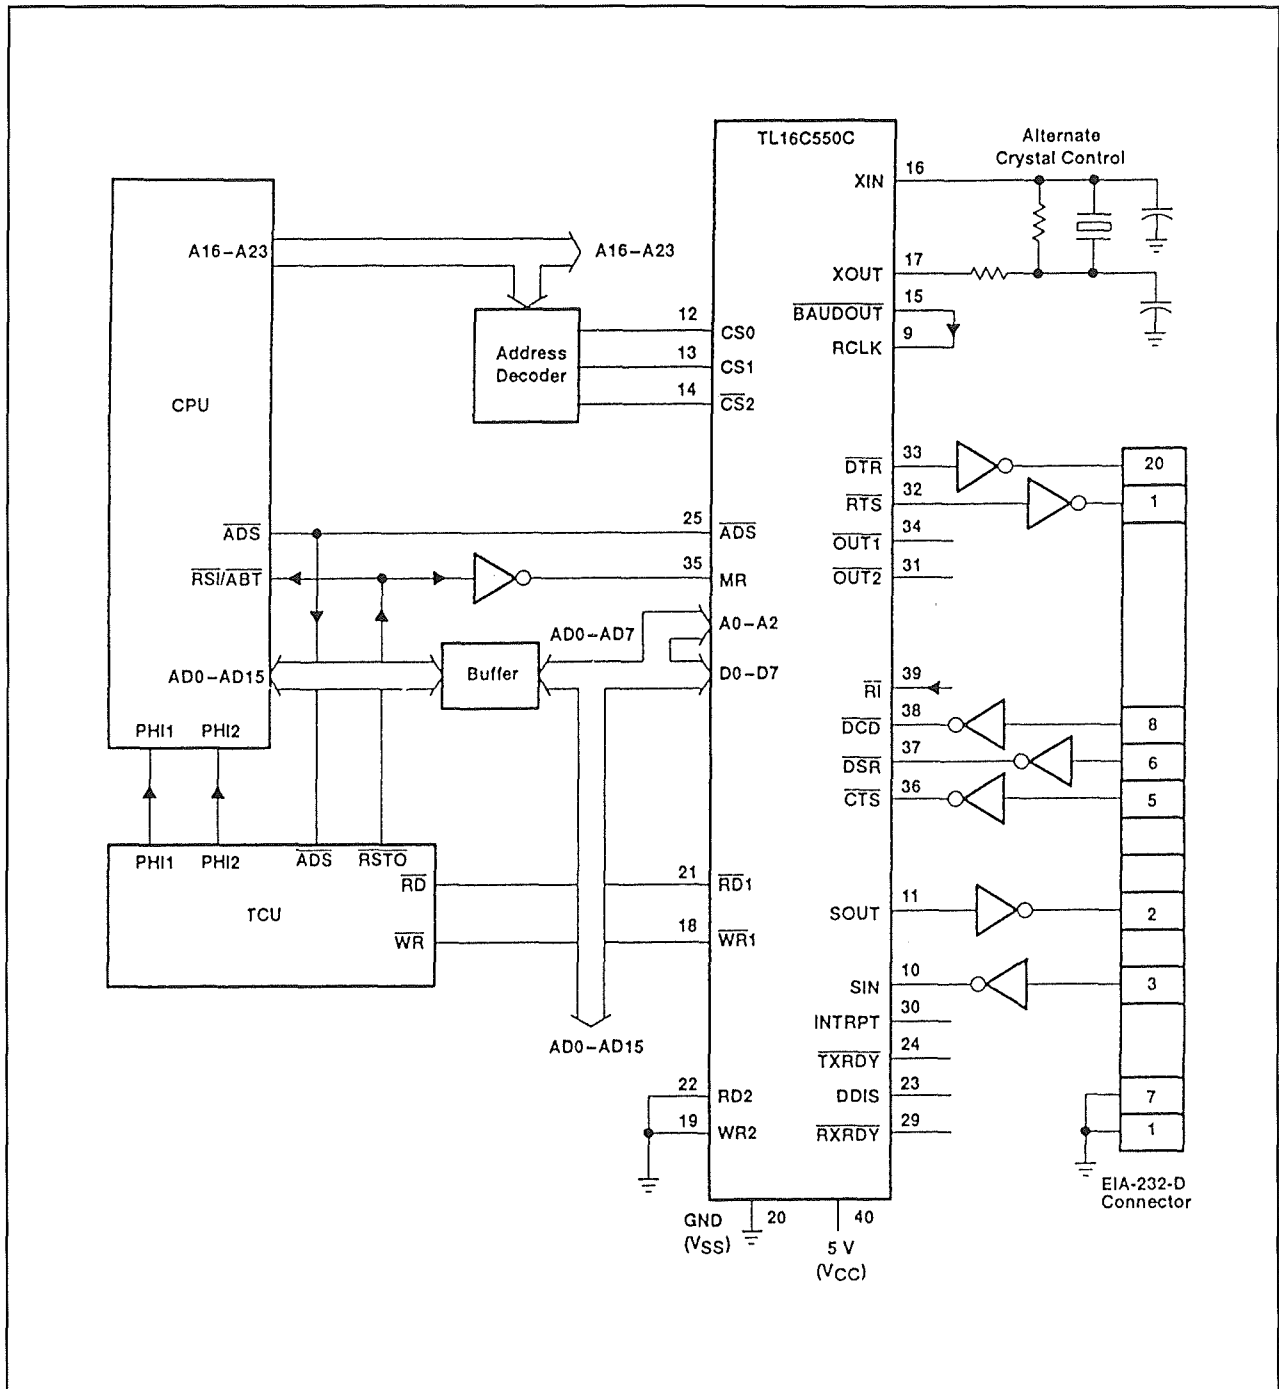 TL16C550C
Alternate
Crystal Control
16
XIN
A16–A23
A16–A23
17
XOUT
15
BAUDOUT
9
RCLK
12
CS0
13
CS1
14
CS2
Address
Decoder
CPU
33
DTR
20
32
RTS
1
34
OUT1
31
OUT2
ADS
25
ADS
RSI/ABT
35
MR
AD0–AD7
A0–A2
AD0–AD15
Buffer
D0–D7
39
RI
38
DCD
8
37
DSR
6
36
CTS
5
PHI1 PHI2
PHI1 PHI2 ADS RSTO
RD
21
RD1
TCU
WR
18
WR1
11
SOUT
2
10
SIN
3
30
INTRPT
24
TXRDY
AD0–AD15
22
RD2
23
DDIS
7
19
WR2
29
RXRDY
1
EIA-232-D
Connector
GND
(VSS)
20
40
5 V
(VCC)